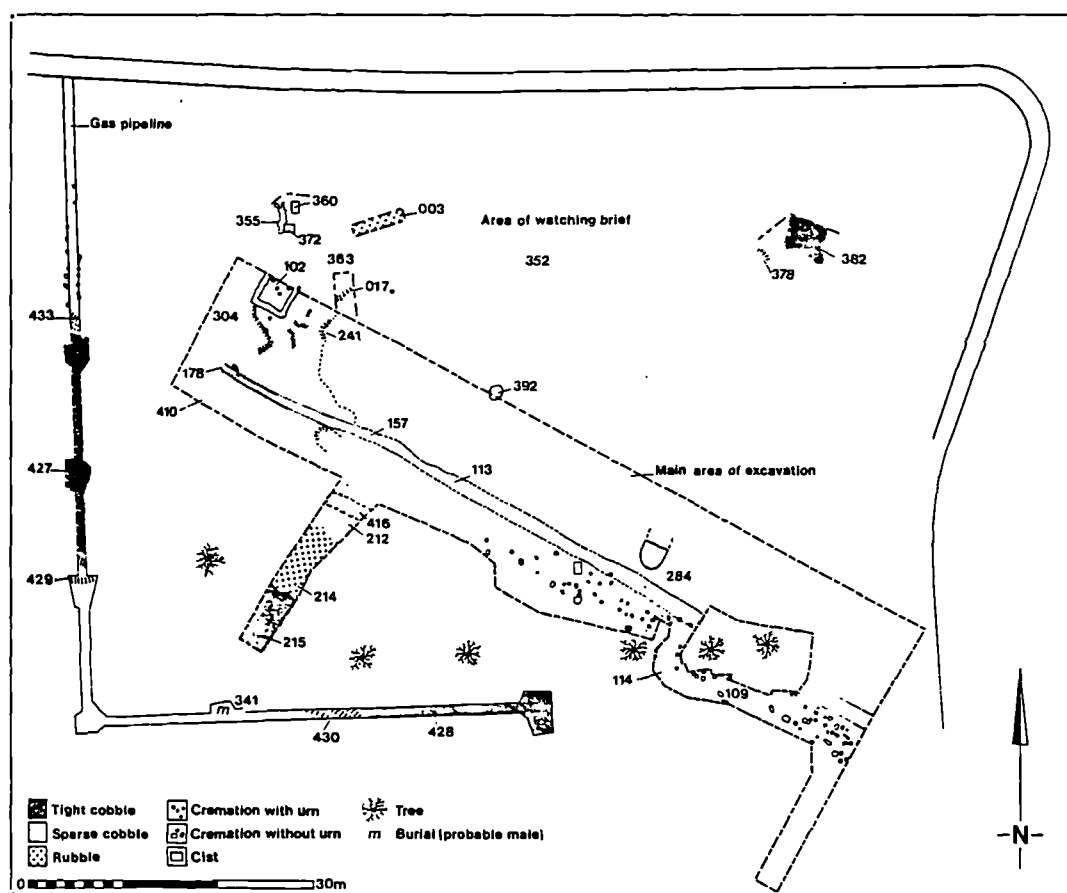 Gas pipeline
360
003
355
372
Area of watching brief
363
352
382
378
102
017
433
304
241
178
392
410
157
427
113
Main area of excavation
416
212
284
429
214
215
114
109
341
430
428
Tight cobble
Cremation with urn
Tree
Sparse cobble
Cremation without urn
m Burial (probable male)
Rubble
Cist
m
N
0 30m